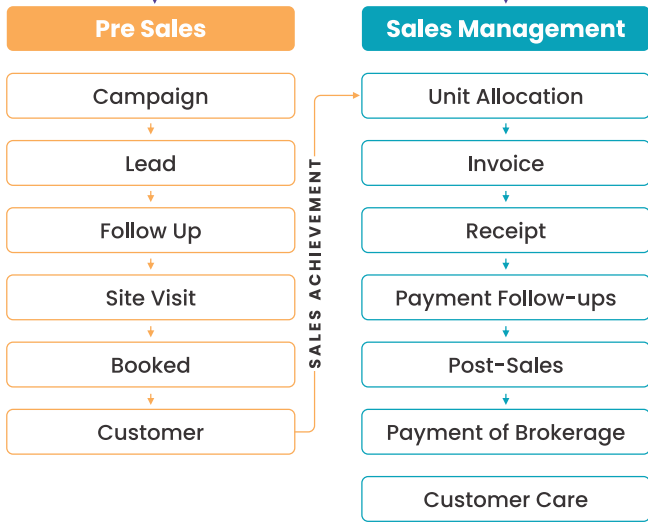 Pre Sales
Campaign
Lead
Follow Up
Site Visit
Booked
Customer
SALES ACHIEVEMENT
Sales Management
Unit Allocation
Invoice
Receipt
Payment Follow-ups
Post-Sales
Payment of Brokerage
Customer Care